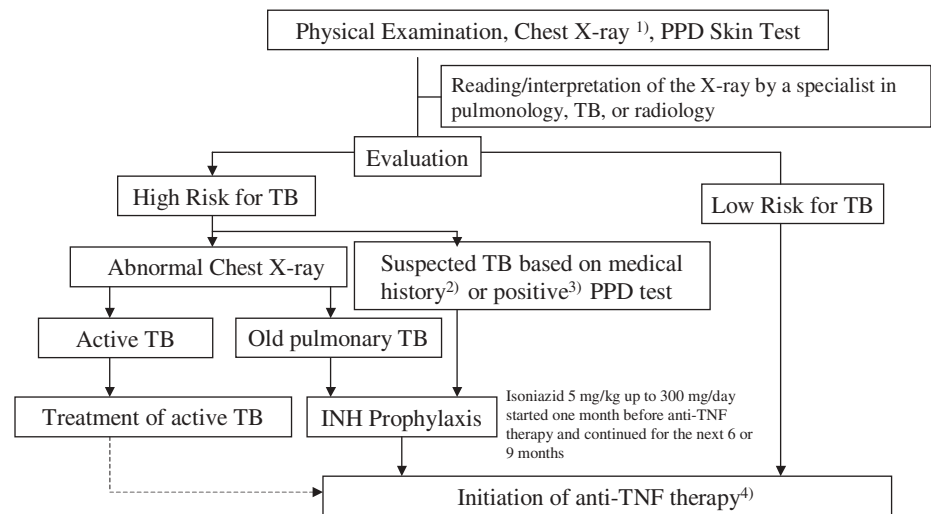 Physical Examination, Chest X-ray 1), PPD Skin Test
Reading/interpretation of the X-ray by a specialist in
pulmonology, TB, or radiology
Evaluation
High Risk for TB
Low Risk for TB
Abnormal Chest X-ray
Suspected TB based on medical
history2) or positive3) PPD test
Active TB
Old pulmonary TB
Treatment of active TB
INH Prophylaxis
Isoniazid 5 mg/kg up to 300 mg/day
started one month before anti-TNF
therapy and continued for the next 6 or
9 months
Initiation of anti-TNF therapy4)